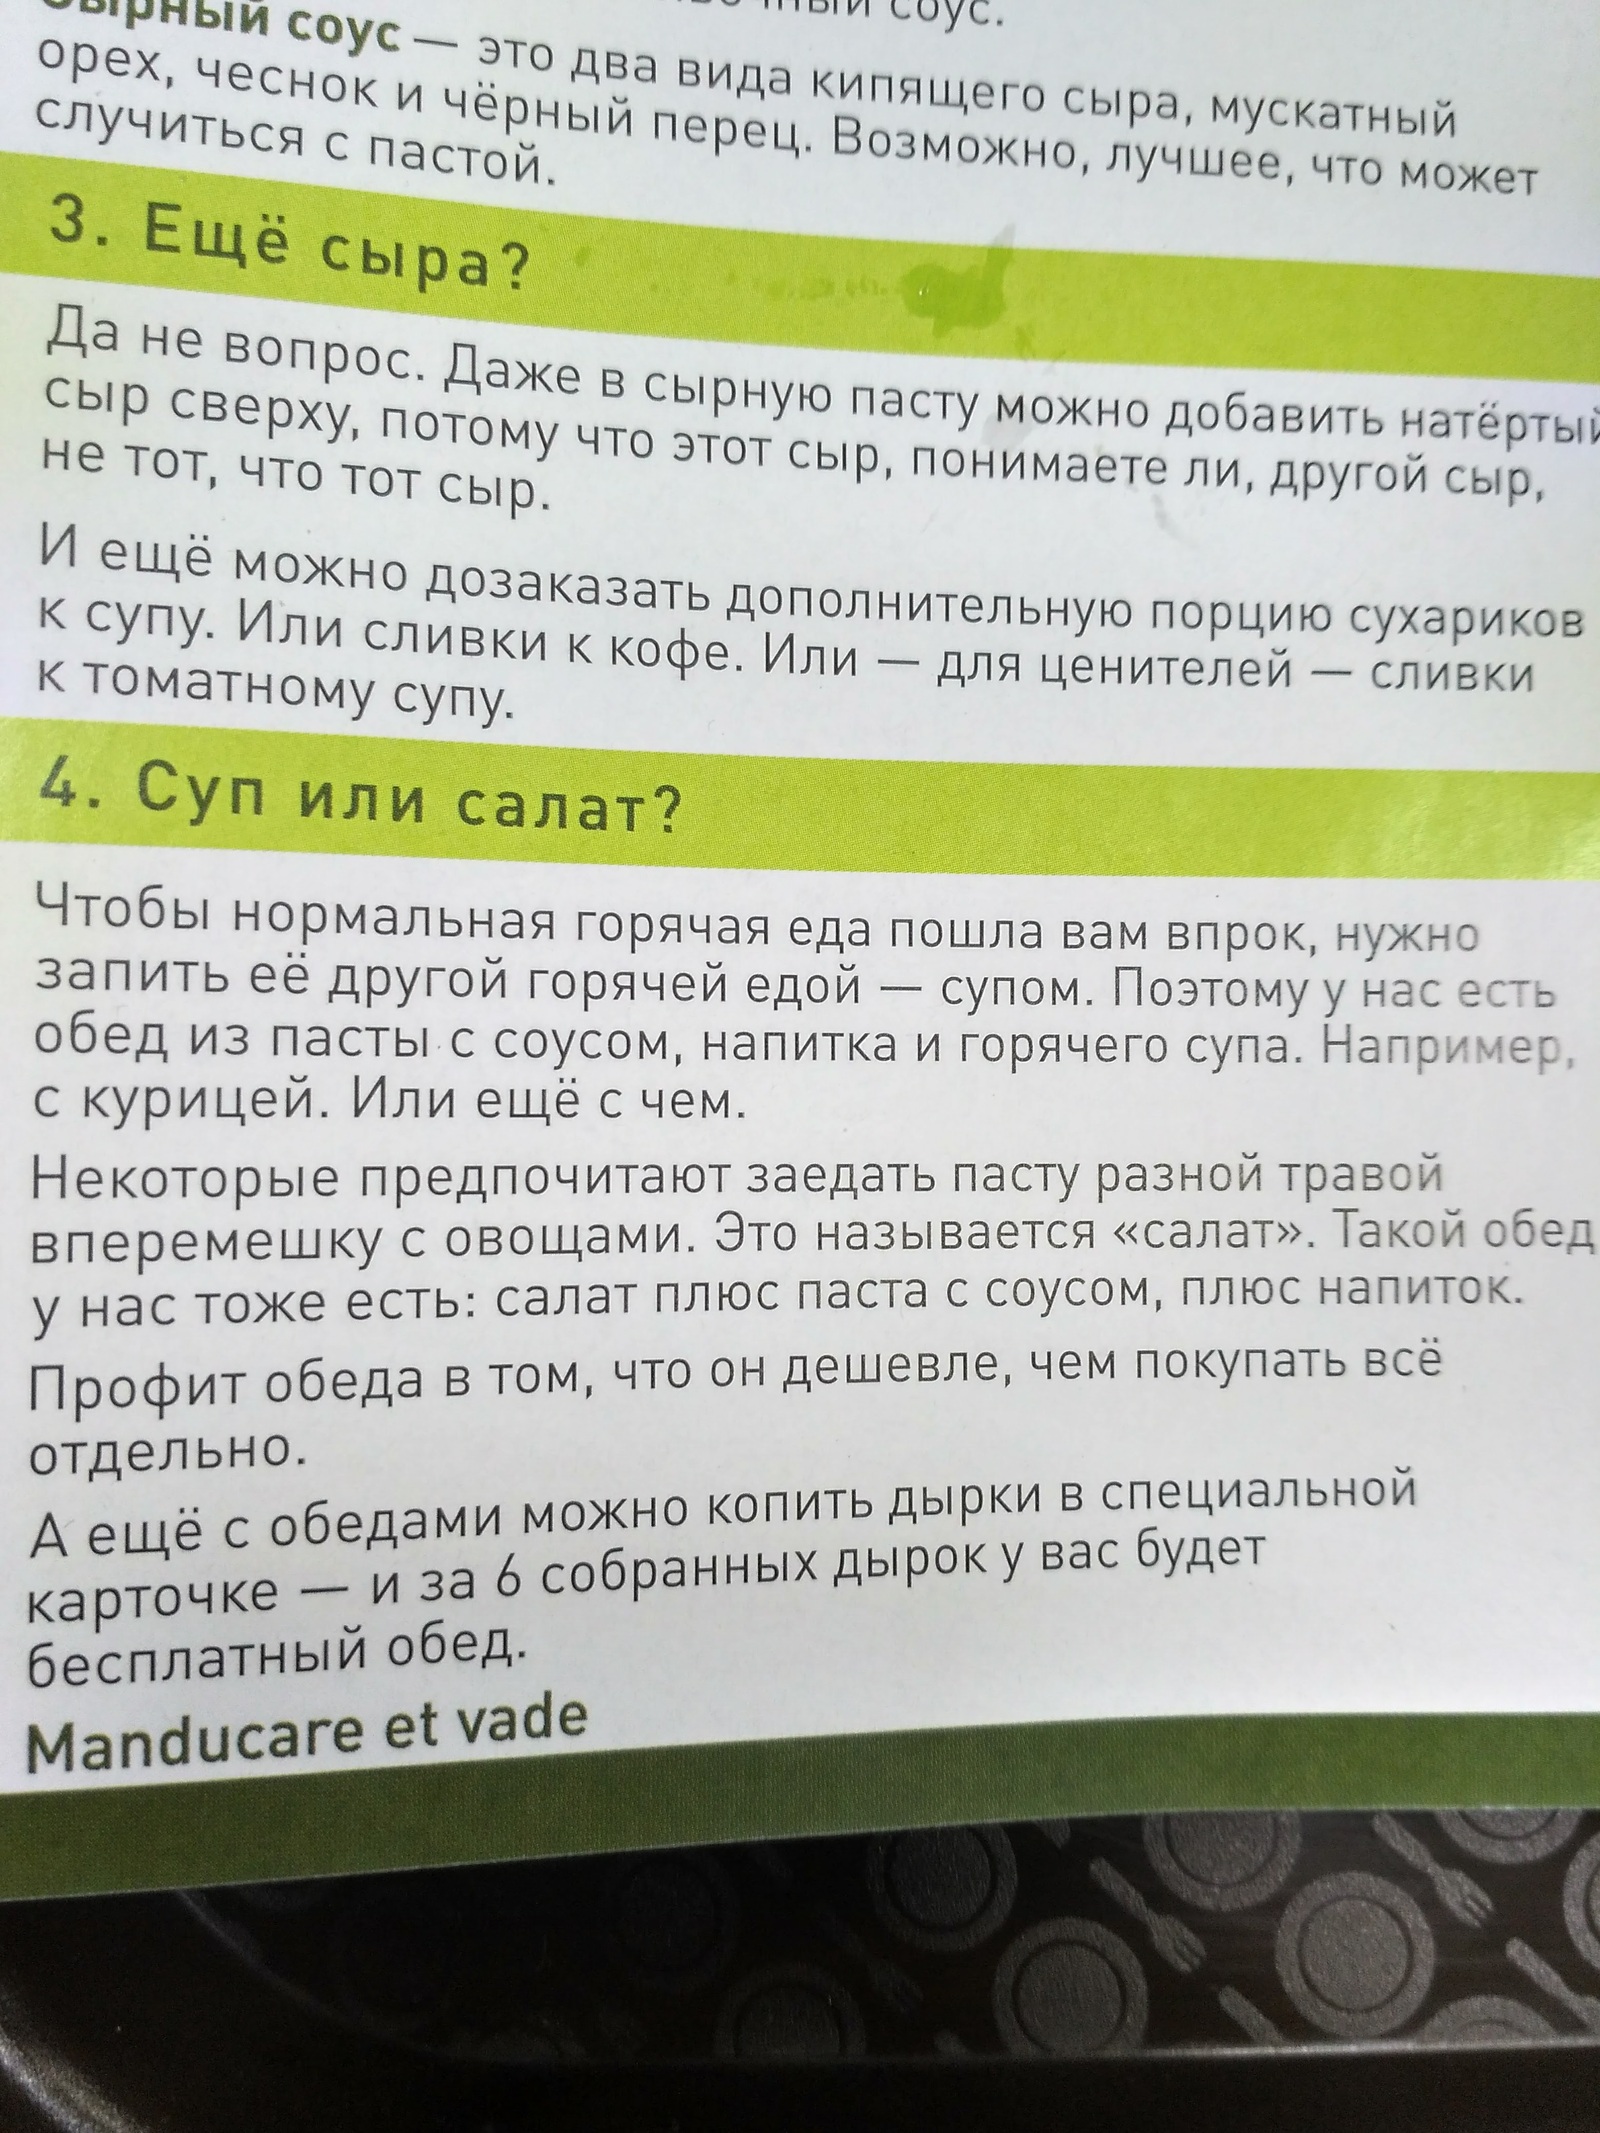 соус.
Сырный соус — это два вида кипящего сыра, мускатный
орех, чеснок и чёрный перец. Возможно, лучшее, что может
случиться с пастой.
3. Ещё сыра?
Да не вопрос. Даже в сырную пасту можно добавить натёртый
сыр сверху, потому что этот сыр, понимаете ли, другой сыр,
не тот, что тот сыр.
И ещё можно дозаказать дополнительную порцию сухариков
к супу. Или сливки к кофе. Или — для ценителей — сливки
к томатному супу.
4. Суп или салат?
Чтобы нормальная горячая еда пошла вам впрок, нужно
запить её другой горячей едой — супом. Поэтому у нас есть
обед из пасты с соусом, напитка и горячего супа. Например,
с курицей. Или ещё с чем.
Некоторые предпочитают заедать пасту разной травой
вперемешку с овощами. Это называется «салат». Такой обед
у нас тоже есть: салат плюс паста с соусом, плюс напиток.
Профит обеда в том, что он дешевле, чем покупать всё
отдельно.
А ещё с обедами можно копить дырки в специальной
карточке — и за 6 собранных дырок у вас будет
бесплатный обед.
Manducare et vade